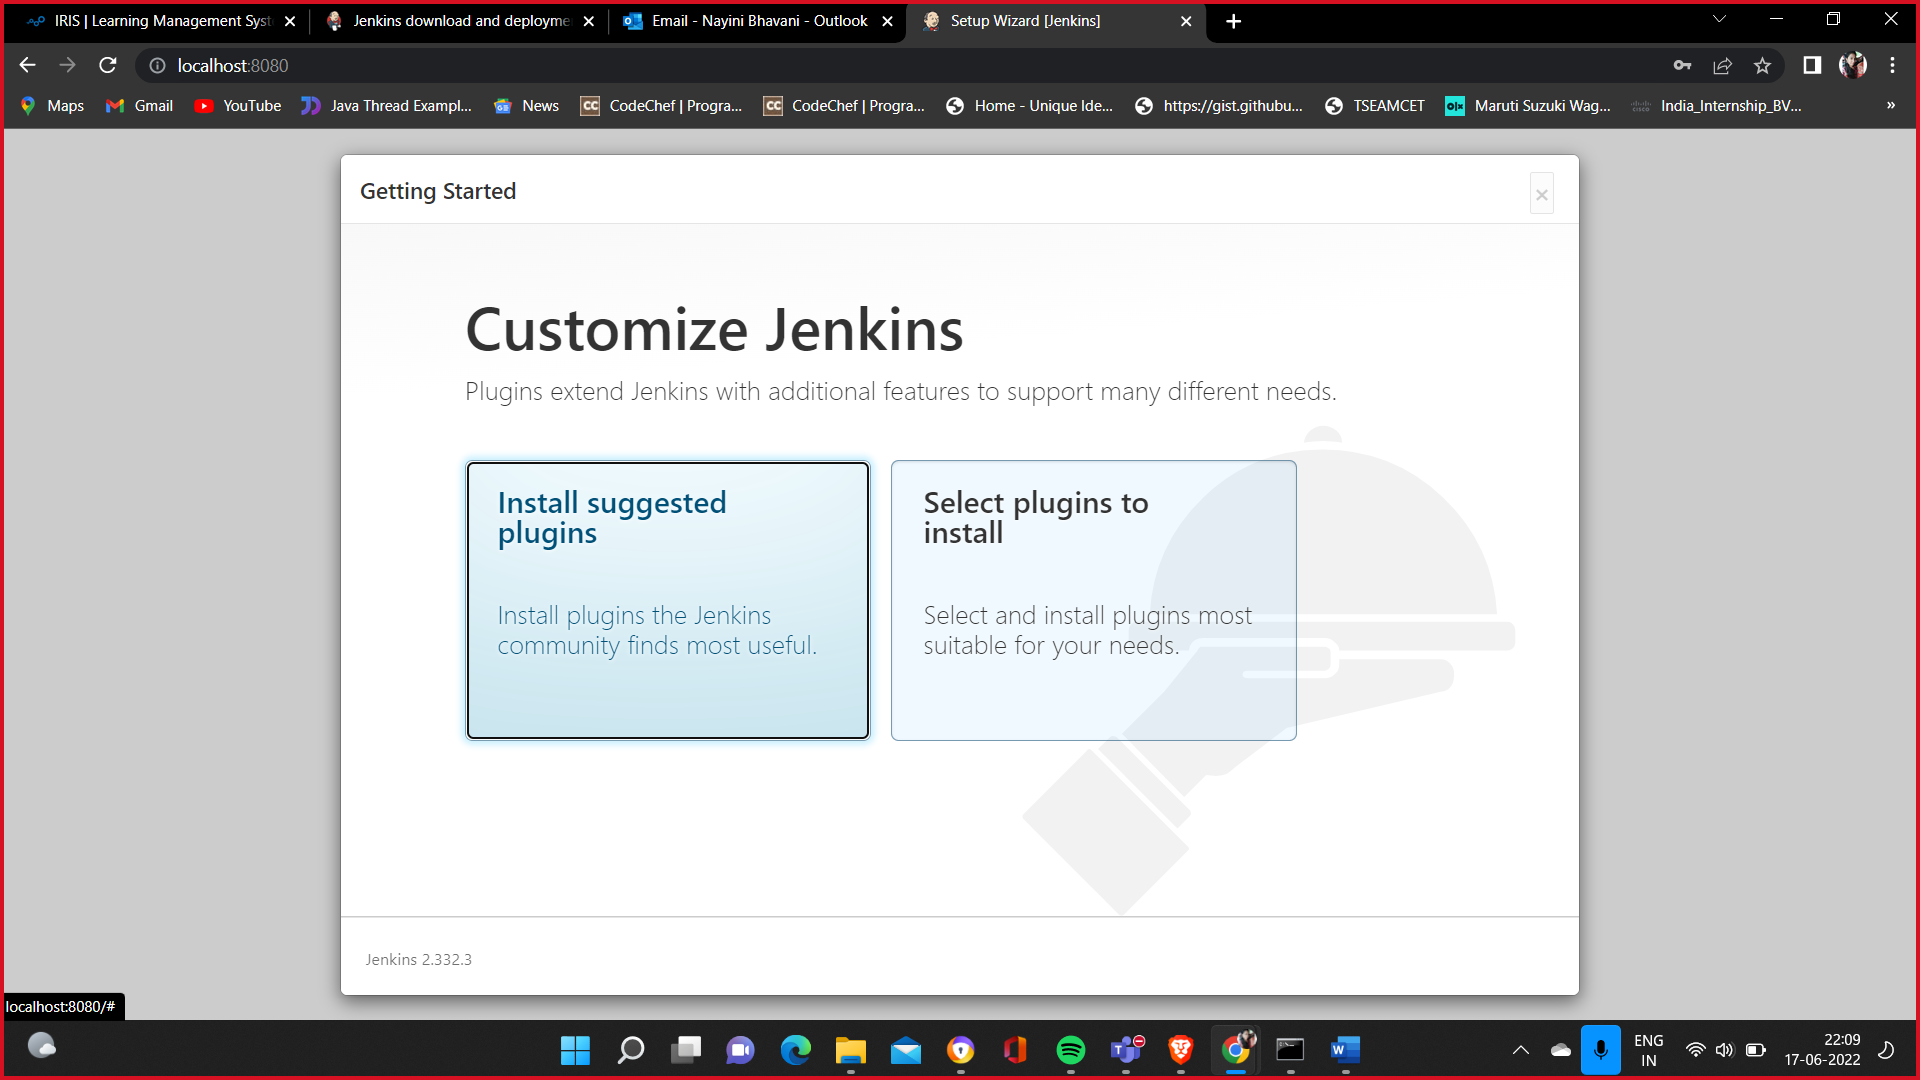 IRIS | Learning Management Syst
Jenkins download and deployme
Email - Nayini Bhavani - Outlook
Setup Wizard [Jenkins]
localhost:8080
Maps
Gmail
YouTube
Java Thread Exampl...
News
CC
CodeChef | Progra...
CC
CodeChef | Progra...
Home - Unique Ide...
https://gist.githubu...
TSEAMCET
olx
Maruti Suzuki Wag...
India_Internship_BV...
»
Getting Started
×
Customize Jenkins
Plugins extend Jenkins with additional features to support many different needs.
Install suggested
plugins
Install plugins the Jenkins
community finds most useful.
Select plugins to
install
Select and install plugins most
suitable for your needs.
Jenkins 2.332.3
localhost:8080/#
ENG
IN
22:09
17-06-2022